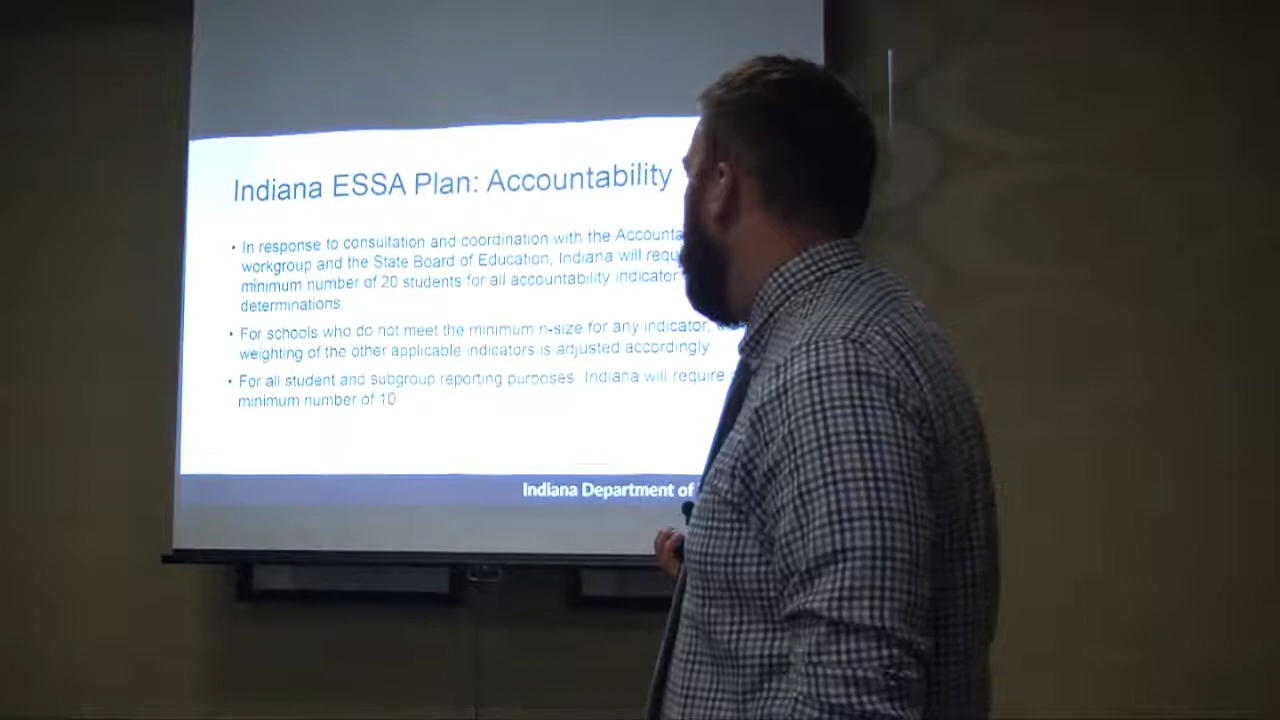 Indiana ESSA Plan: Accountability
• In response to consultation and coordination with the Accounta
workgroup and the State Board of Education, Indiana will requ
minimum number of 20 students for all accountability indicator
determinations.
• For schools who do not meet the minimum n-size for any indicator,
weighting of the other applicable indicators is adjusted accordingly
• For all student and subgroup reporting purposes Indiana will require
minimum number of 10
Indiana Department of